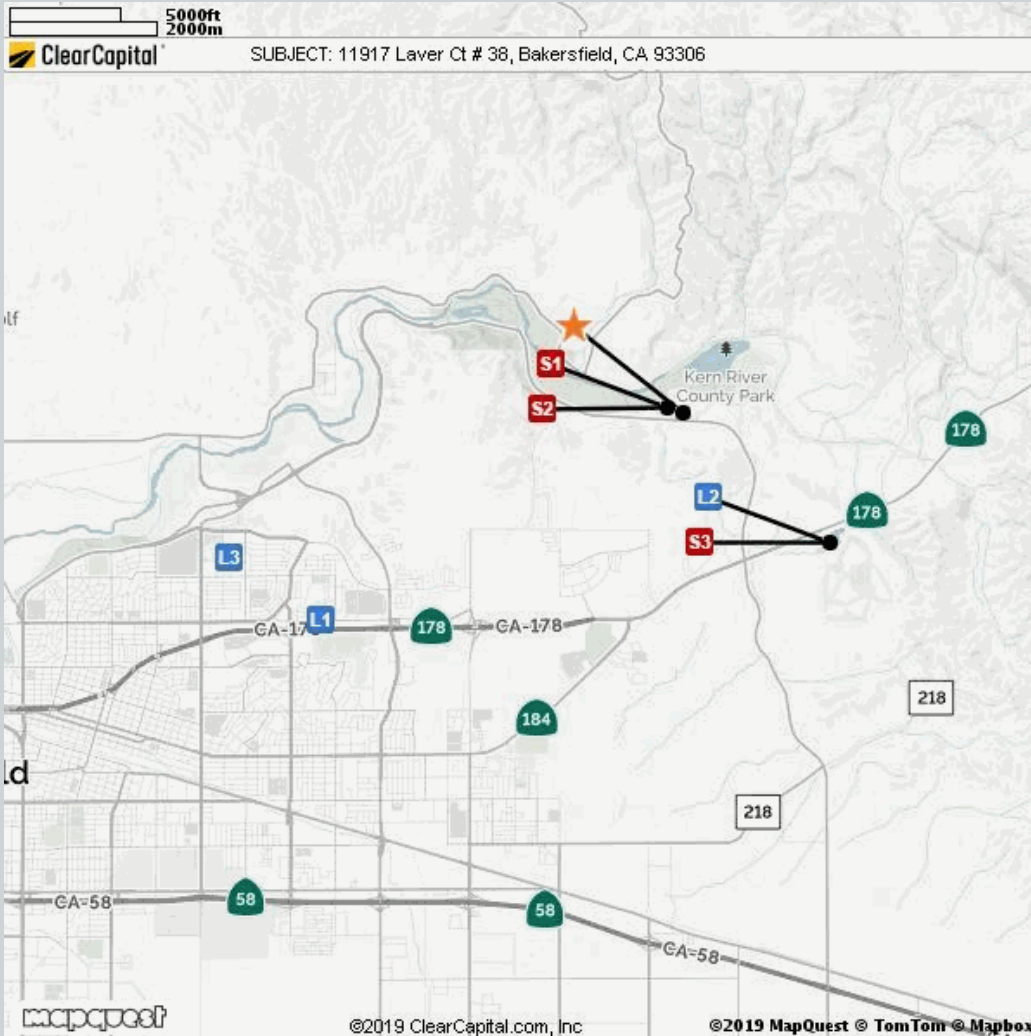 5000ft
2000m
ClearCapital
SUBJECT: 11917 Laver Ct # 38, Bakersfield, CA 93306
lf
S1
Kern River
County Park
S2
178
L2
178
S3
L3
L1
CA-17
178
CA-178
218
184
ld
218
58
CA-58
58
CA-58
mapquest
©2019 ClearCapital.com, Inc
©2019 MapQuest © TomTom © Mapbox